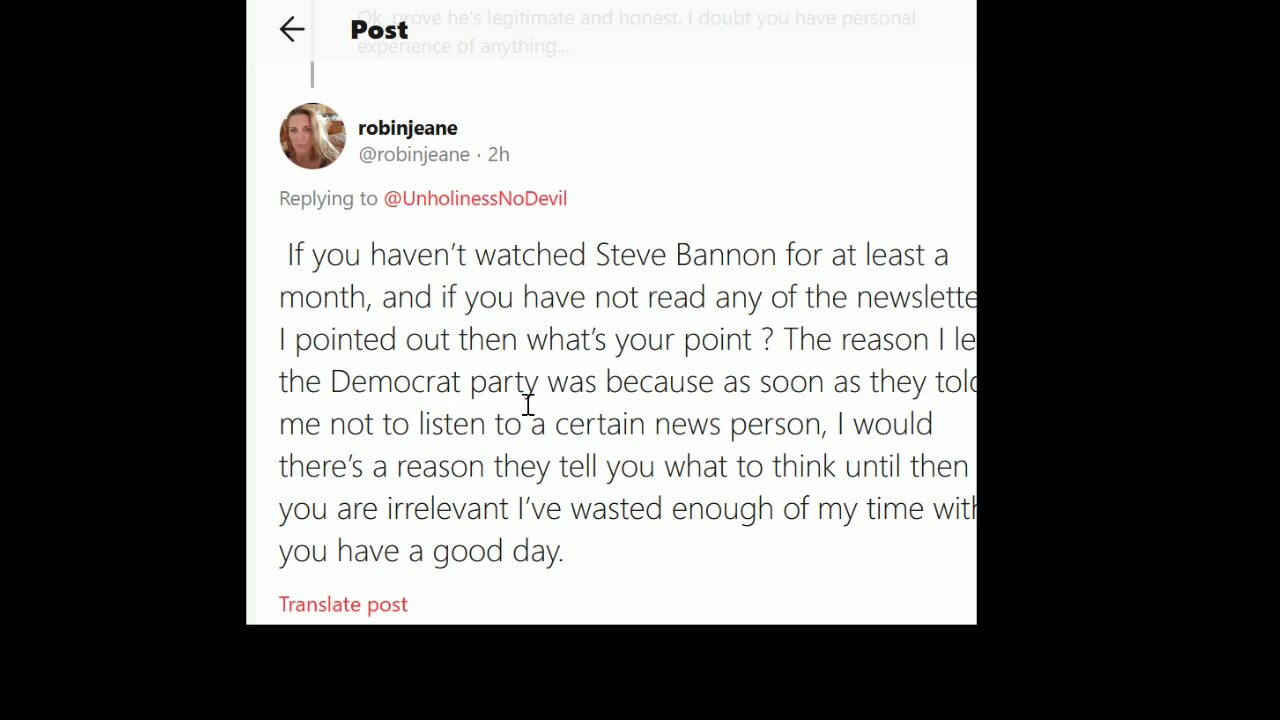 Ok, prove he's legitimate and honest. I doubt you have personal
Post
experience of anything...
robinjeane
@robinjeane · 2h
Replying to @UnholinessNoDevil
If you haven’t watched Steve Bannon for at least a
month, and if you have not read any of the newslette
I pointed out then what’s your point ? The reason I le
the Democrat party was because as soon as they told
me not to listen to a certain news person, I would
there’s a reason they tell you what to think until then
you are irrelevant I’ve wasted enough of my time with
you have a good day.
Translate post